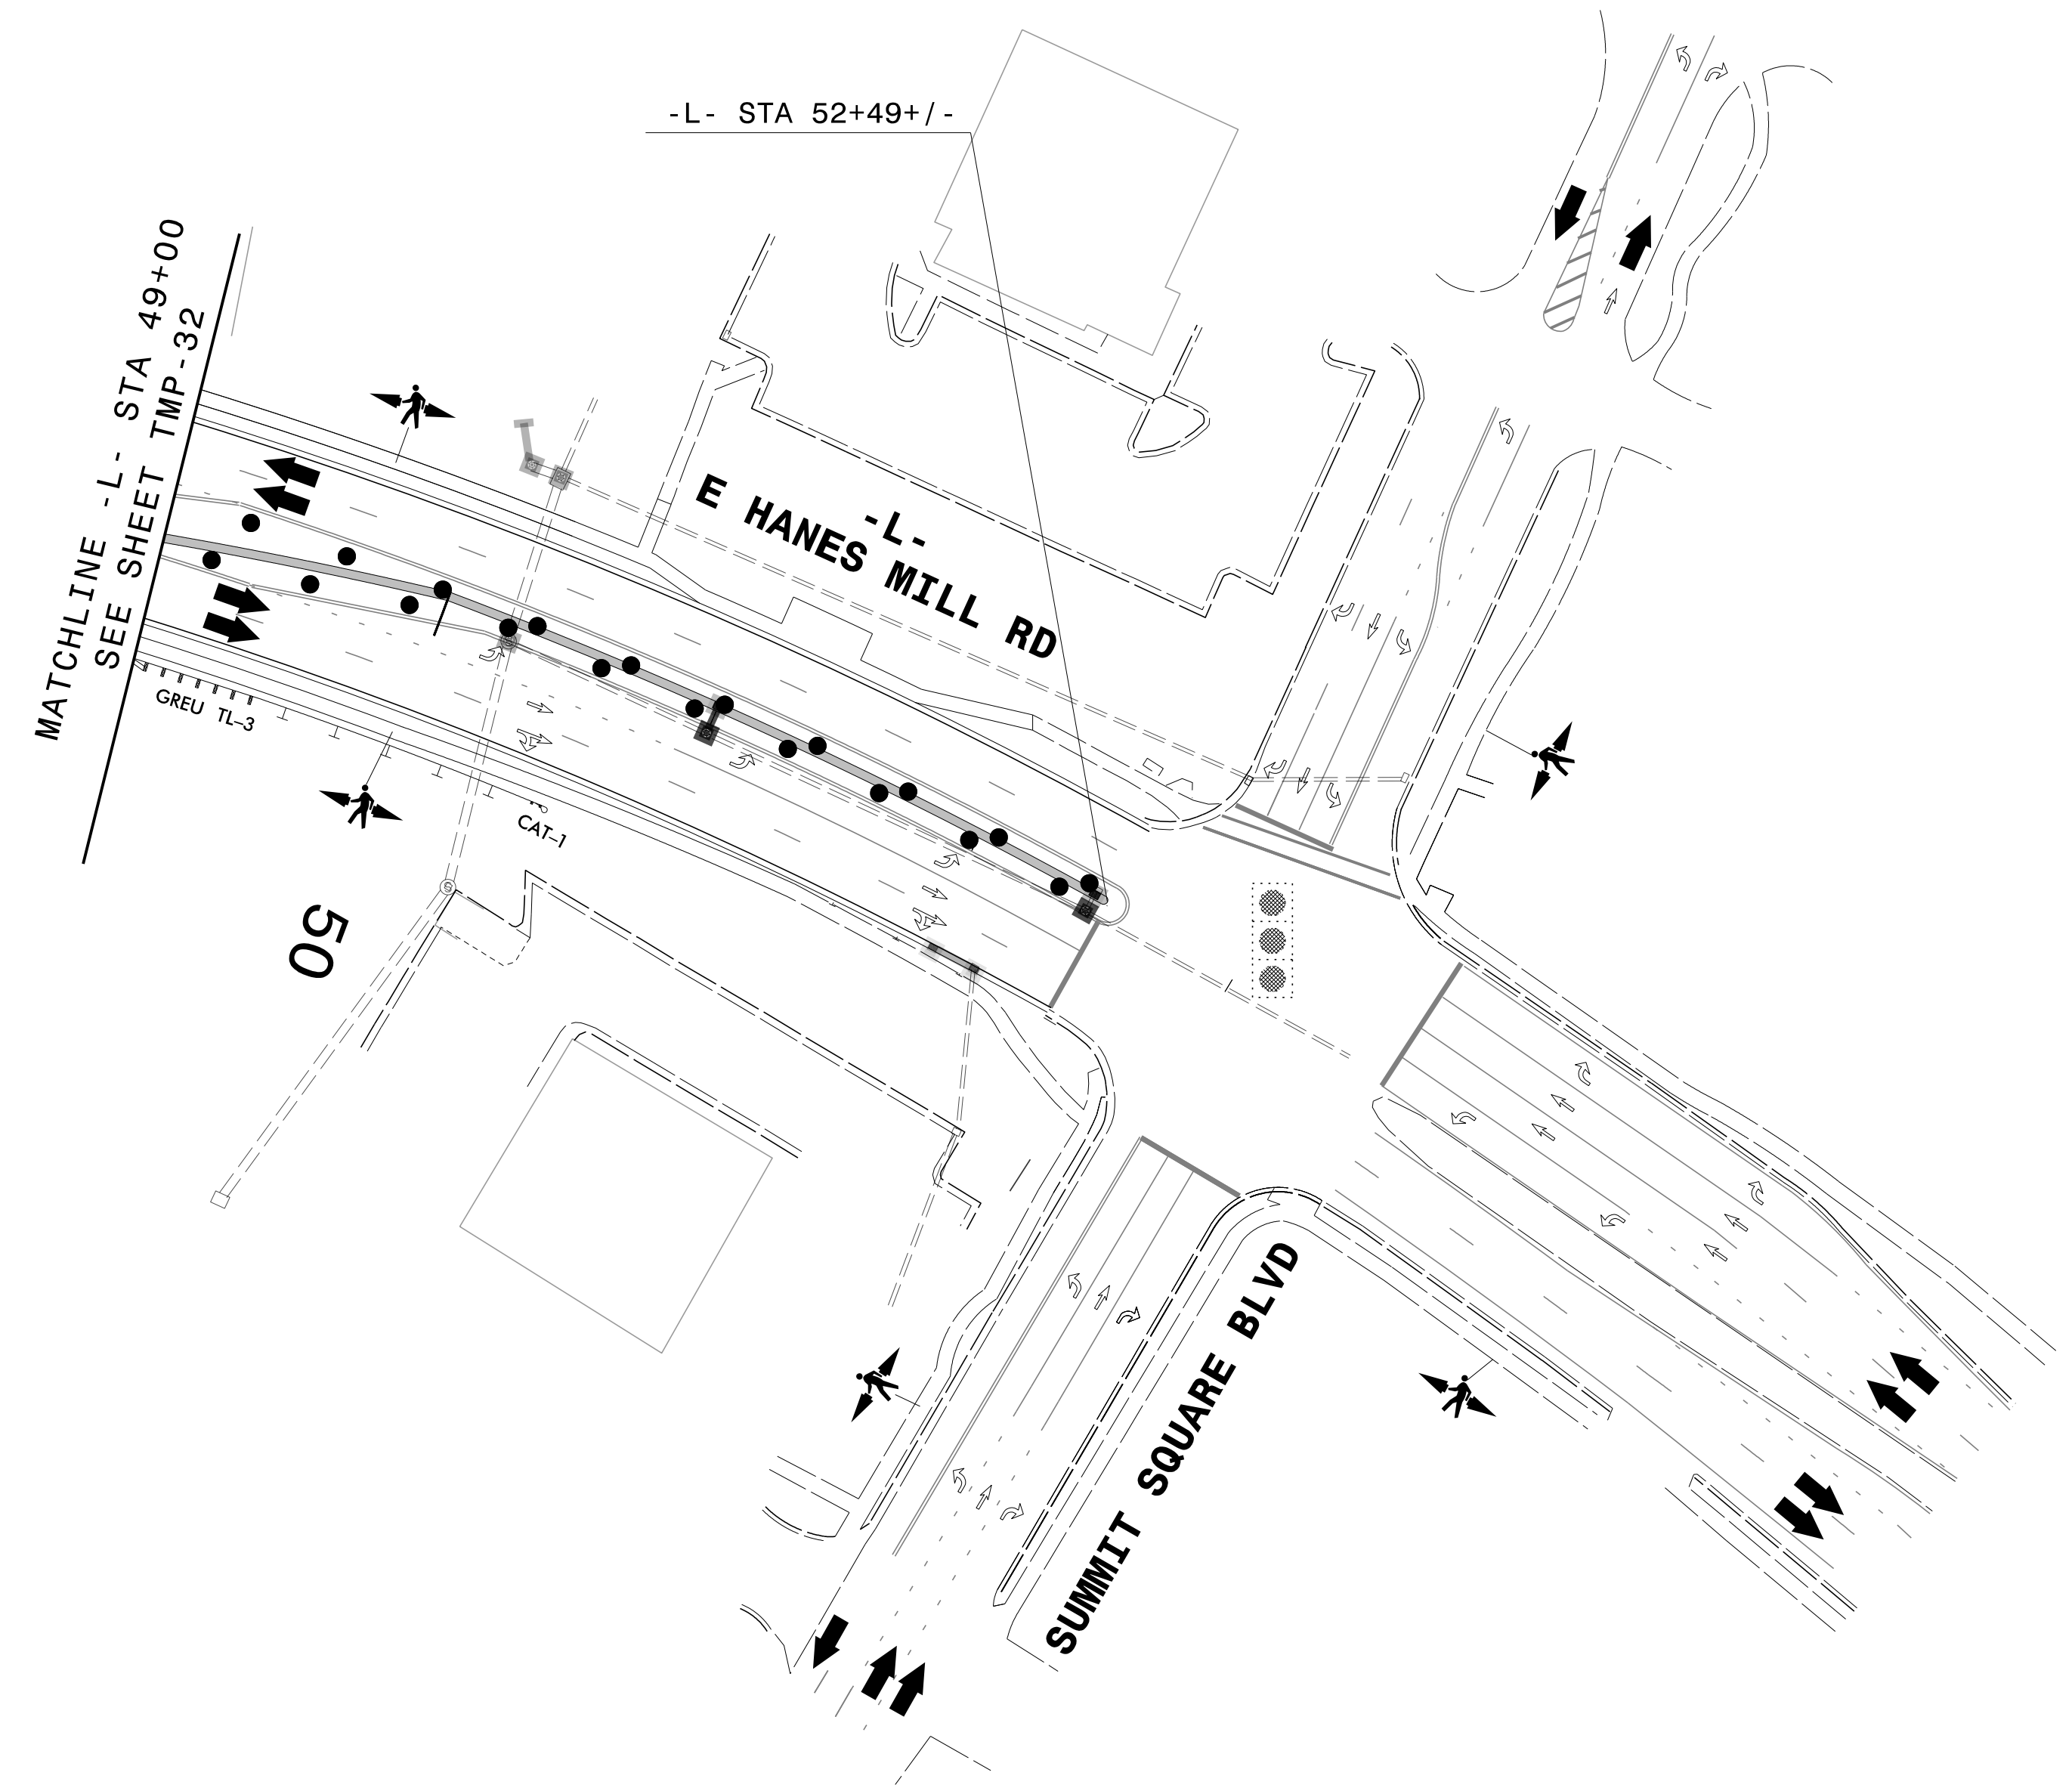 -L- STA 52+49+/-
MATCHLINE -L- STA 49+00
SEE SHEET TMP-32
-L-
E HANES MILL RD
GREU TL-3
CAT-1
50
S
SUMMIT SQUARE BLVD